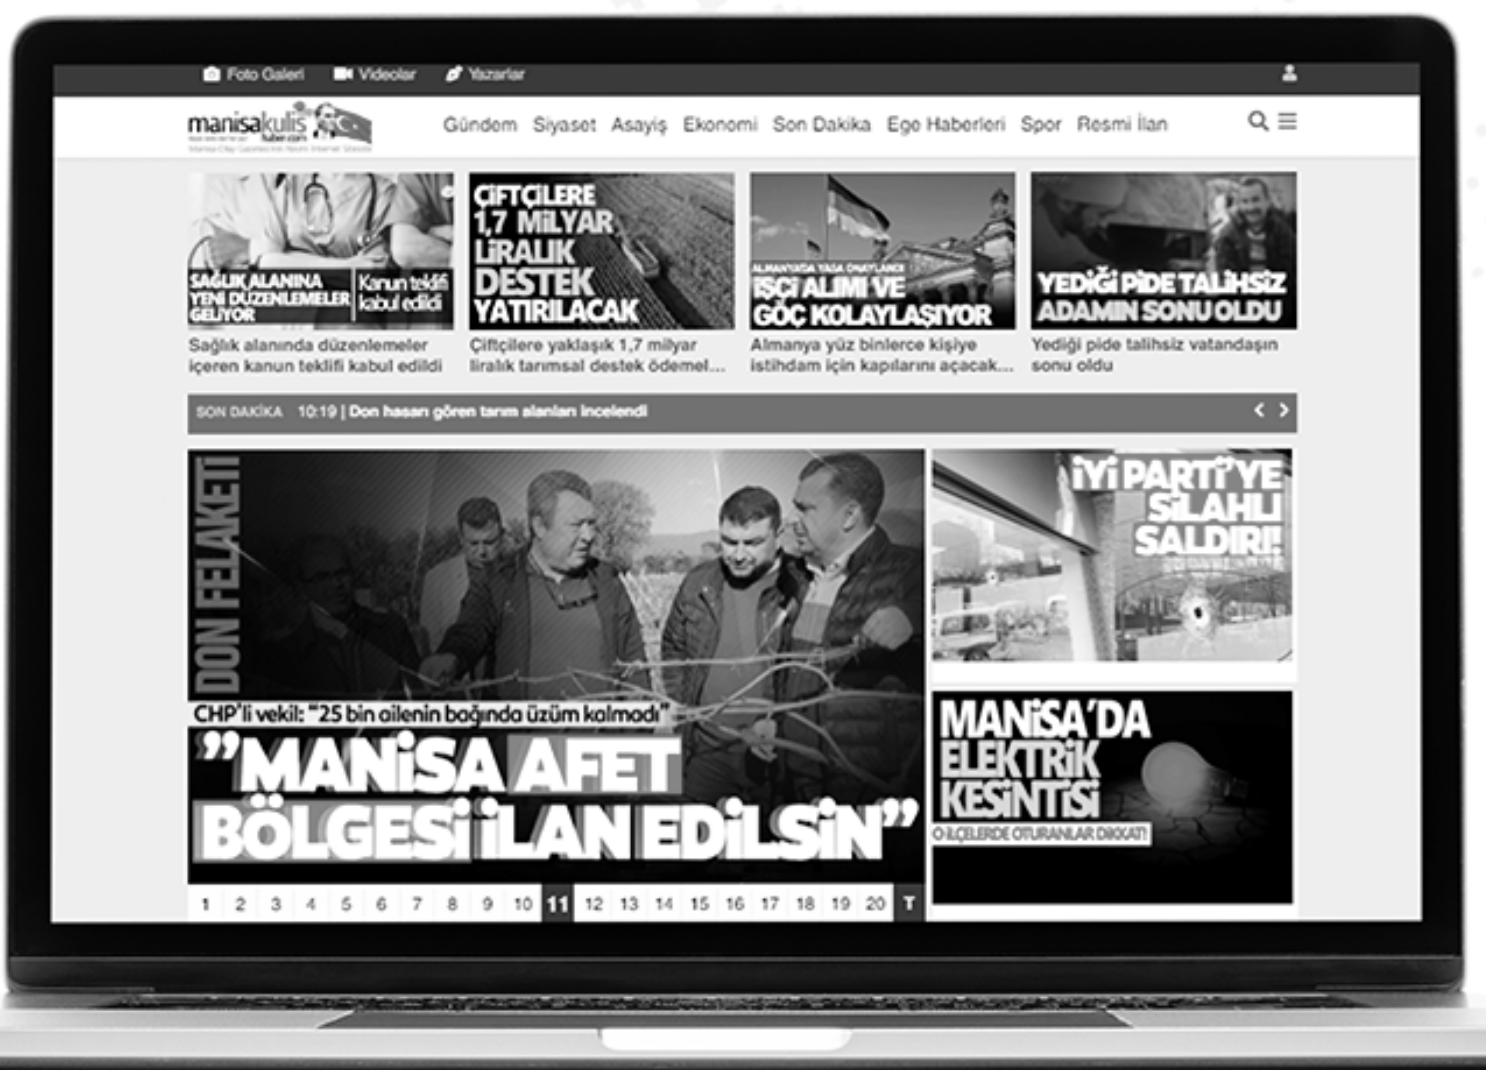 Foto Galeri Videolar Yazarlar
manisakulis
haber.com
Gündem Siyaset Asayiş Ekonomi Son Dakika Ege Haberleri Spor Resmi İlan
SAĞLIK ALANINA
YENİ DÜZENLEMELER
GELİYOR
Kanun teklifi
kabul edildi
Sağlık alanında düzenlemeler
içeren kanun teklifi kabul edildi
ÇİFTÇİLERE
1,7 MİLYAR
LİRALIK
DESTEK
YATIRILACAK
Çiftçilere yaklaşık 1,7 milyar
liralık tarımsal destek ödemel...
ALMANYA'DA YASA ONAYLANDI
İŞÇİ ALIMI VE
GÖÇ KOLAYLAŞIYOR
Almanya yüz binlerce kişiye
istihdam için kapılarını açacak...
YEDİĞİ PİDE TALİHSİZ
ADAMIN SONU OLDU
Yediği pide talihsiz vatandaşın
sonu oldu
SON DAKİKA 10:19 | Don hasarı gören tarım alanları incelendi
DON FELAKETİ
CHP'li vekil: "25 bin ailenin bağında üzüm kalmadı"
"MANİSA AFET
BÖLGESİ İLAN EDİLSİN"
1 2 3 4 5 6 7 8 9 10 11 12 13 14 15 16 17 18 19 20 T
İYİ PARTİ'YE
SİLAHLI
SALDIRI!
MANİSA'DA
ELEKTRİK
KESİNTİSİ
O İLÇELERDE OTURANLAR DİKKAT!